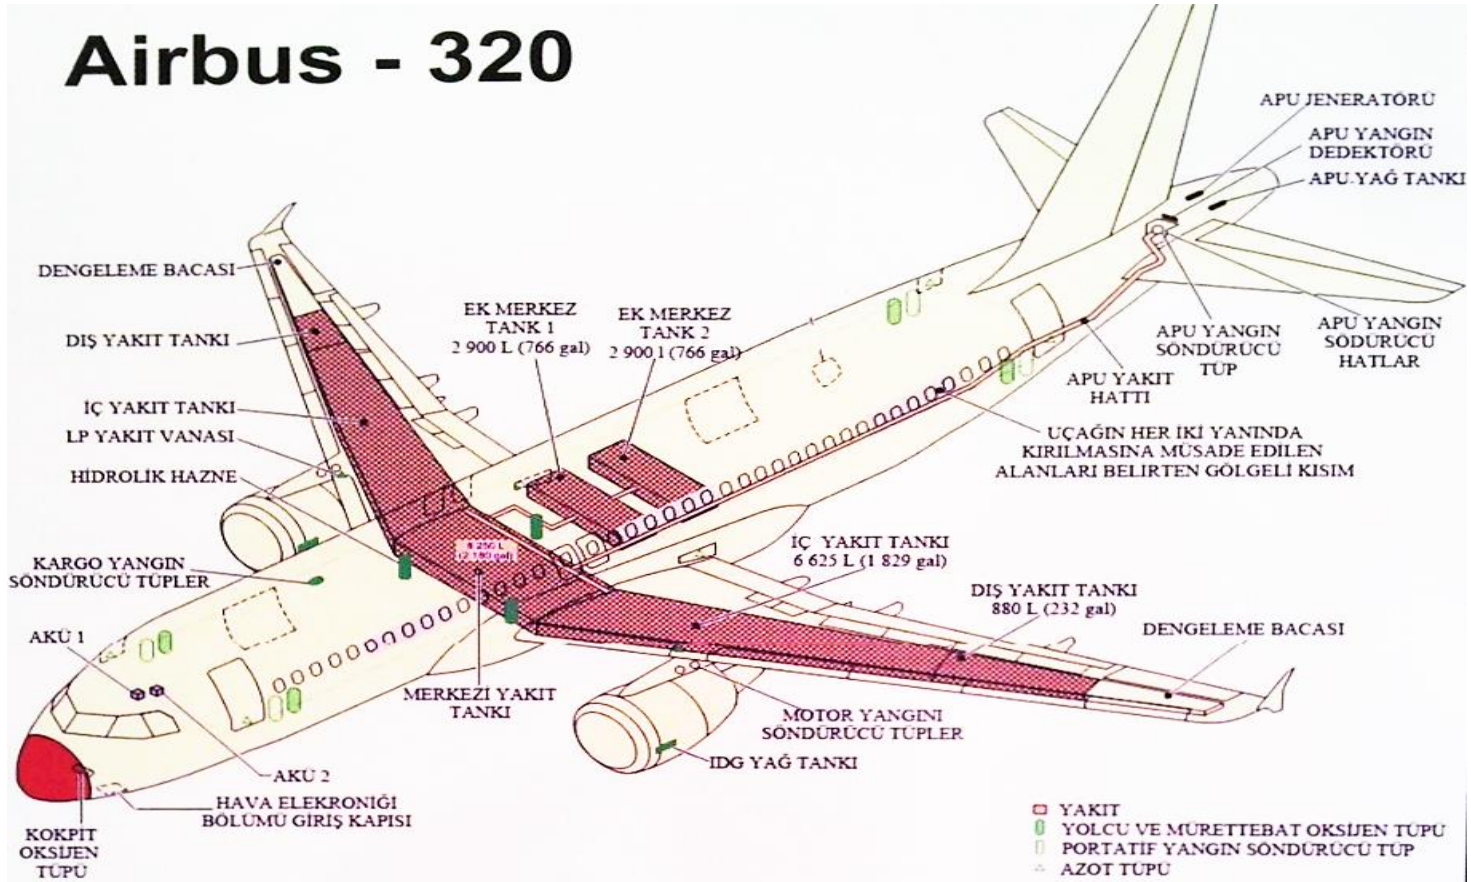 Airbus - 320
APU JENERATÖRÜ
APU YANGIN
DEDEKTÖRÜ
APU-YAĞ TANKI
DENGELEME BACASI
DIŞ YAKIT TANKI
İÇ YAKIT TANKI
LP YAKIT VANASI
HİDROLİK HAZNE
EK MERKEZ
TANK 1
2 900 L (766 gal)
EK MERKEZ
TANK 2
2 900 l (766 gal)
APU YANGIN
SÖNDÜRÜCÜ
TÜP
APU YANGIN
SÖDÜRÜCÜ
HATLAR
APU YAKIT
HATTI
UÇAĞIN HER İKİ YANINDA
KIRILMASINA MÜSADE EDİLEN
ALANLARI BELIRTEN GÖLGELİ KISIM
8 250 L
(2 180 gal)
KARGO YANGIN
SÖNDÜRÜCÜ TÜPLER
İÇ YAKIT TANKI
6 625 L (1 829 gal)
DIŞ YAKIT TANKI
880 L (232 gal)
DENGELEME BACASI
AKÜ 1
MERKEZİ YAKIT
TANKI
MOTOR YANGINI
SÖNDÜRÜCÜ TÜPLER
IDG YAĞ TANKI
AKÜ 2
HAVA ELEKRONİĞİ
BÖLÜMÜ GİRİŞ KAPISI
KOKPİT
OKSİJEN
TÜPÜ
YAKIT
YOLCU VE MÜRETTEBAT OKSİJEN TÜPÜ
PORTATİF YANGIN SÖNDÜRÜCÜ TÜP
AZOT TÜPÜ